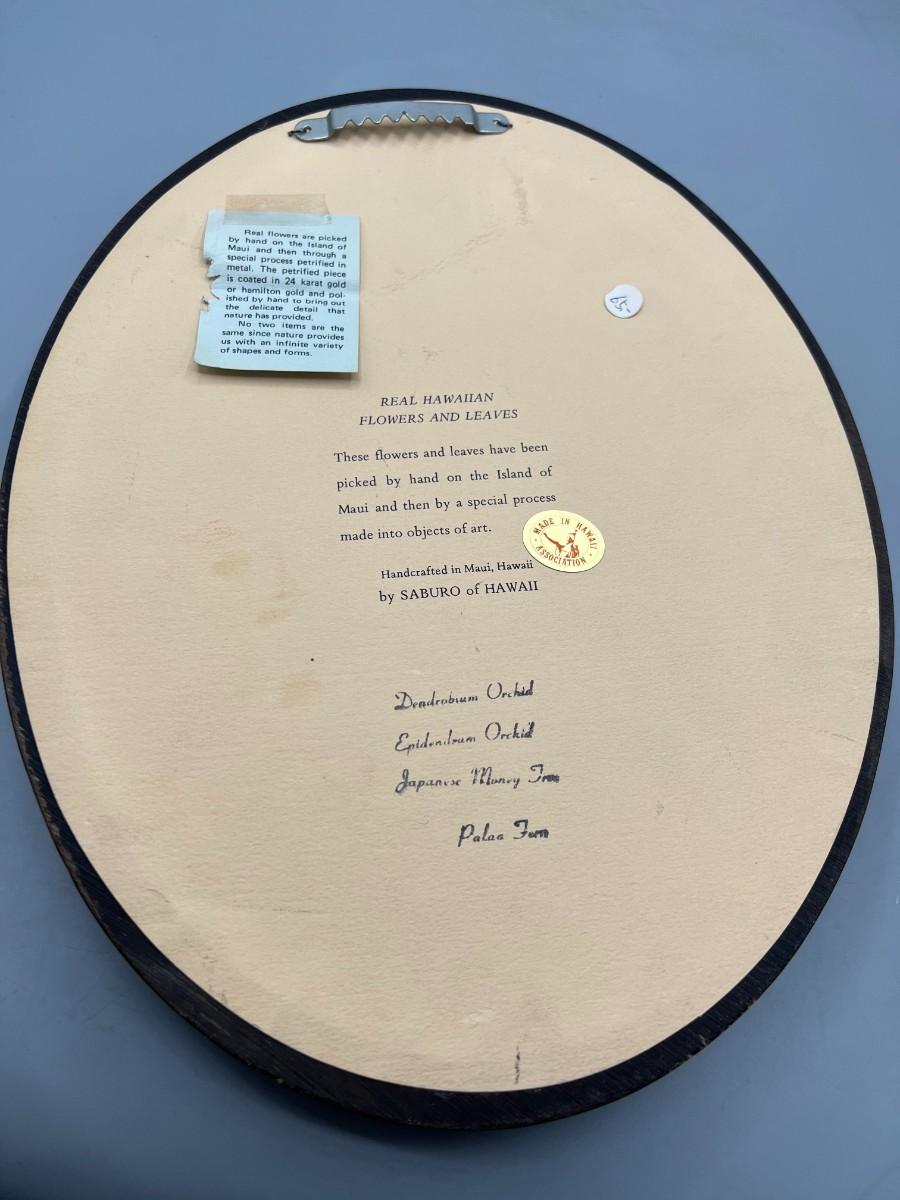 Real flowers are picked
by hand on the Island of
Maui and then through a
special process petrified in
metal. The petrified piece
is coated in 24 karat gold
or hamilton gold and pol-
ished by hand to bring out
the delicate detail that
nature has provided.
No two items are the
same since nature provides
us with an infinite variety
of shapes and forms.
65.
REAL HAWAIIAN
FLOWERS AND LEAVES
These flowers and leaves have been
picked by hand on the Island of
Maui and then by a special process
made into objects of art.
MADE IN HAWAII
ASSOCIATION
Handcrafted in Maui, Hawaii
by SABURO of HAWAII
Dendrobium Orchid
Epidendrum Orchid
Japanese Money Tree
Palaa Fern